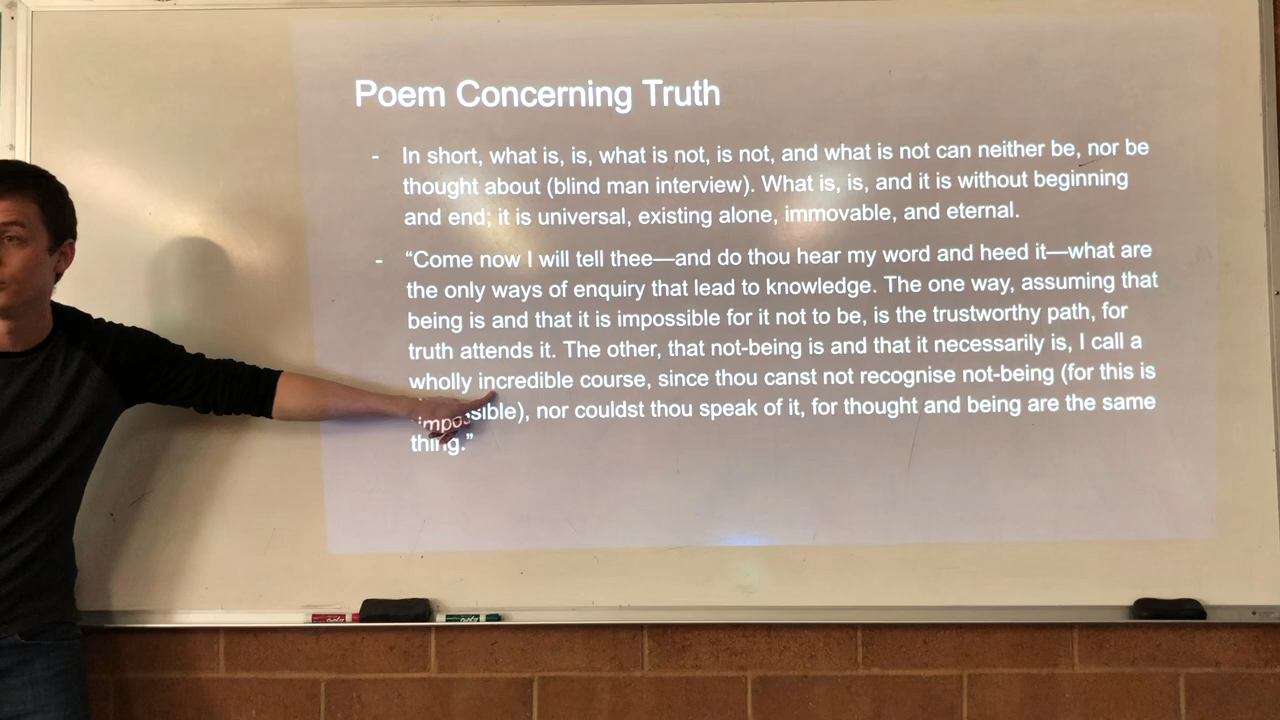 Poem Concerning Truth
- In short, what is, is, what is not, is not, and what is not can neither be, nor be
thought about (blind man interview). What is, is, and it is without beginning
and end; it is universal, existing alone, immovable, and eternal.
- “Come now I will tell thee—and do thou hear my word and heed it—what are
the only ways of enquiry that lead to knowledge. The one way, assuming that
being is and that it is impossible for it not to be, is the trustworthy path, for
truth attends it. The other, that not-being is and that it necessarily is, I call a
wholly incredible course, since thou canst not recognise not-being (for this is
impossible), nor couldst thou speak of it, for thought and being are the same
thing.”